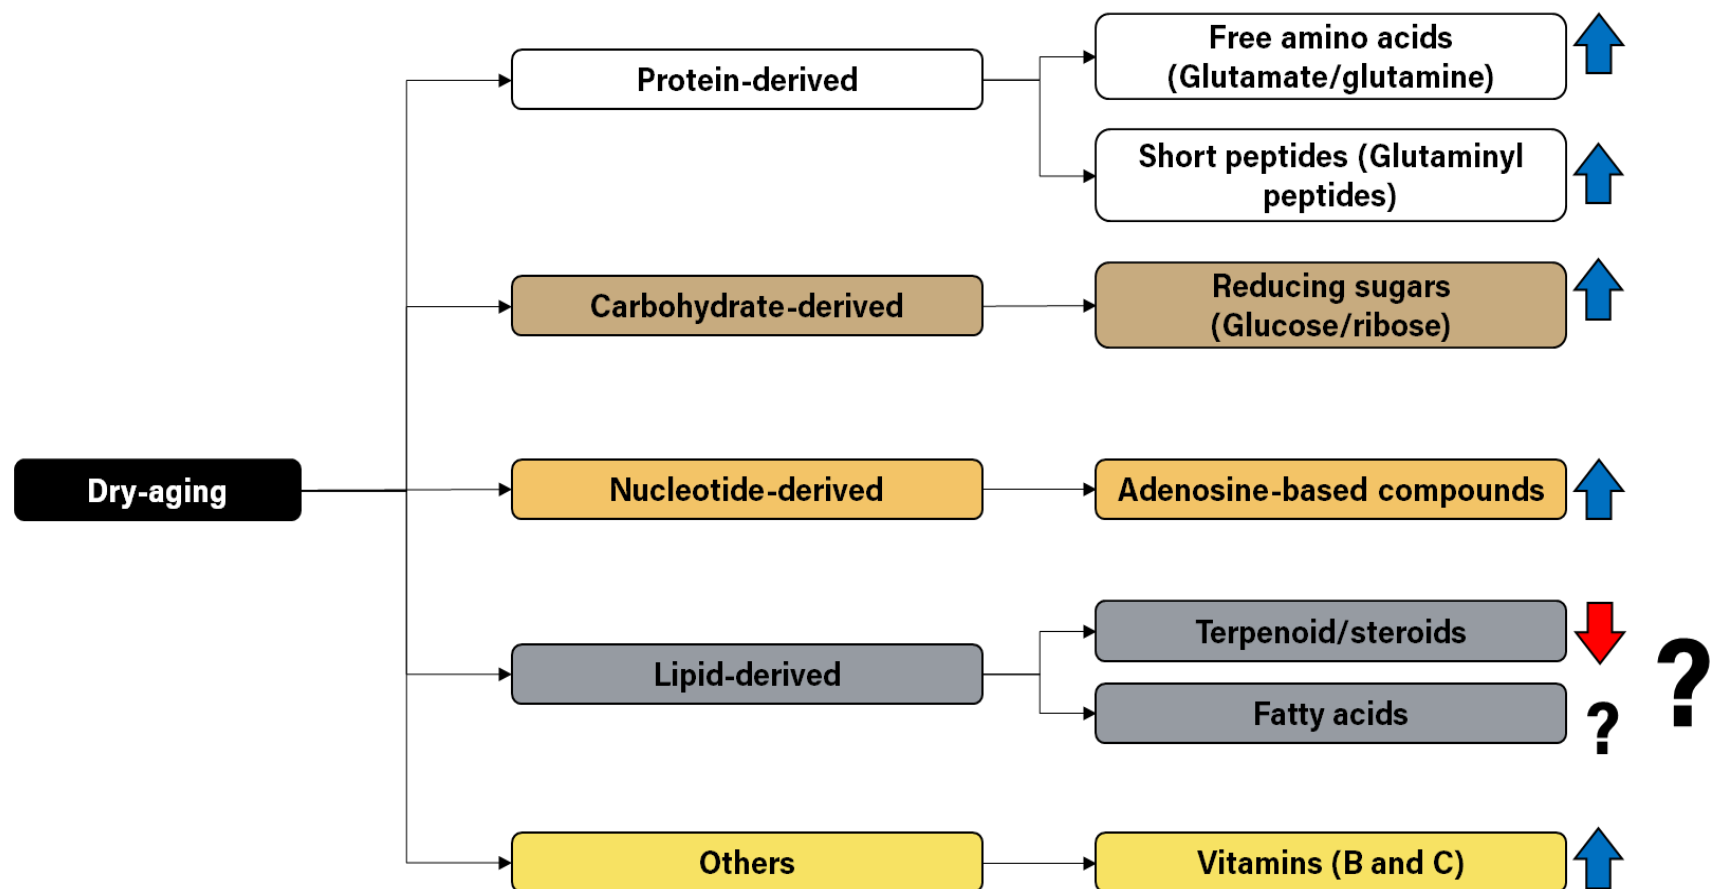 Dry-aging
Protein-derived
Free amino acids
(Glutamate/glutamine)
Short peptides (Glutaminyl
peptides)
Carbohydrate-derived
Reducing sugars
(Glucose/ribose)
Nucleotide-derived
Adenosine-based compounds
Lipid-derived
Terpenoid/steroids
Fatty acids
?
?
Others
Vitamins (B and C)